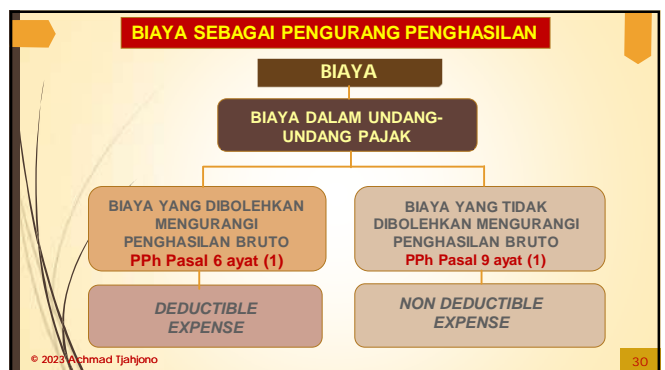 BIAYA SEBAGAI PENGURANG PENGHASILAN
BIAYA
BIAYA DALAM UNDANG-
UNDANG PAJAK
BIAYA YANG DIBOLEHKAN
MENGURANGI
PENGHASILAN BRUTO
PPh Pasal 6 ayat (1)
BIAYA YANG TIDAK
DIBOLEHKAN MENGURANGI
PENGHASILAN BRUTO
PPh Pasal 9 ayat (1)
DEDUCTIBLE
EXPENSE
NON DEDUCTIBLE
EXPENSE
© 2023 Achmad Tjahjono
30